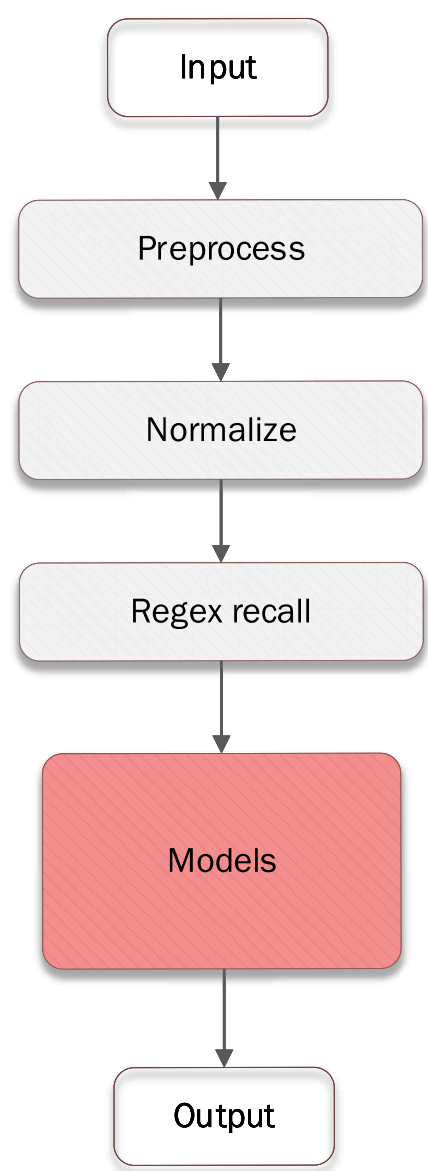 Input
Preprocess
Normalize
Regex recall
Models
Output